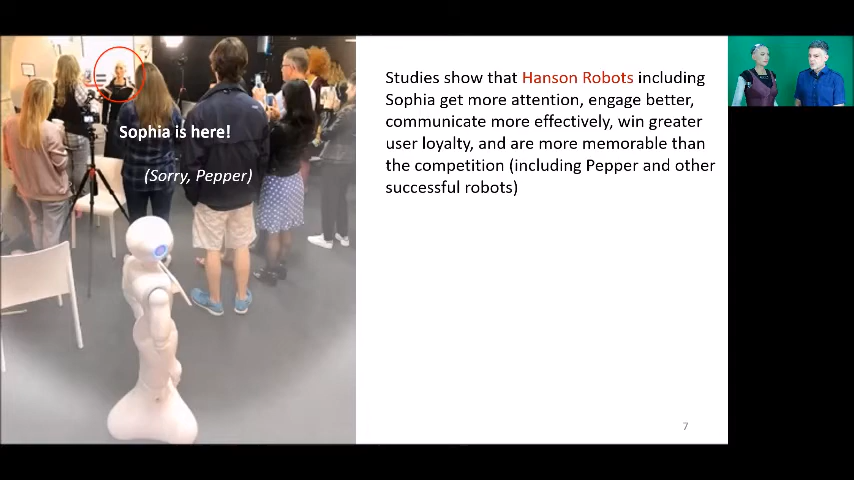 Sophia is here!
(Sorry, Pepper)
Studies show that Hanson Robots including
Sophia get more attention, engage better,
communicate more effectively, win greater
user loyalty, and are more memorable than
the competition (including Pepper and other
successful robots)
7